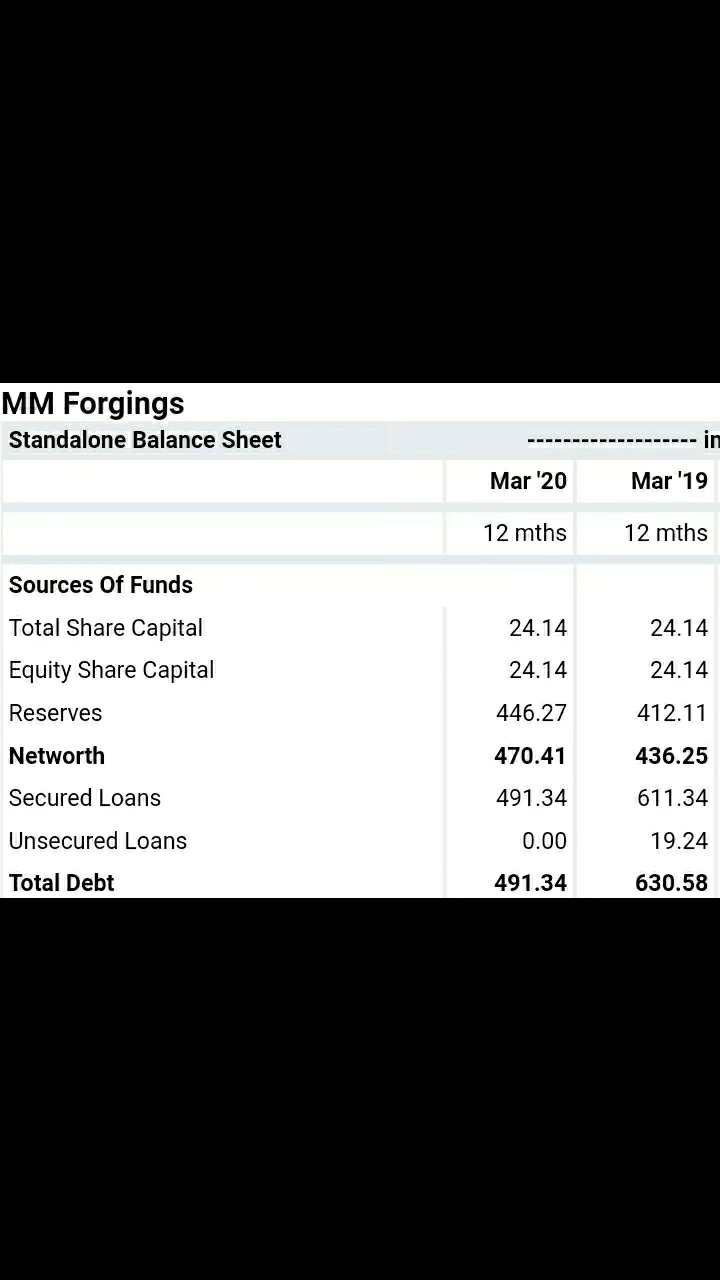 MM Forgings
Standalone Balance Sheet ------------------- in
Mar '20 Mar '19
12 mths 12 mths
Sources Of Funds
Total Share Capital 24.14 24.14
Equity Share Capital 24.14 24.14
Reserves 446.27 412.11
Networth 470.41 436.25
Secured Loans 491.34 611.34
Unsecured Loans 0.00 19.24
Total Debt 491.34 630.58